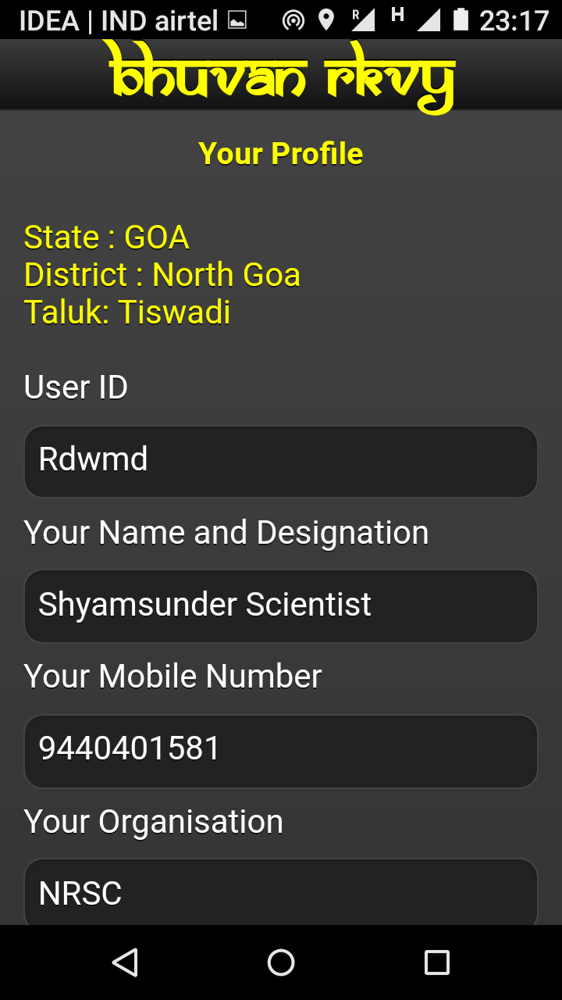 IDEA | IND airtel R H 23:17
BHUVAN RKVY
Your Profile
State : GOA
District : North Goa
Taluk: Tiswadi
User ID
Rdwmd
Your Name and Designation
Shyamsunder Scientist
Your Mobile Number
9440401581
Your Organisation
NRSC